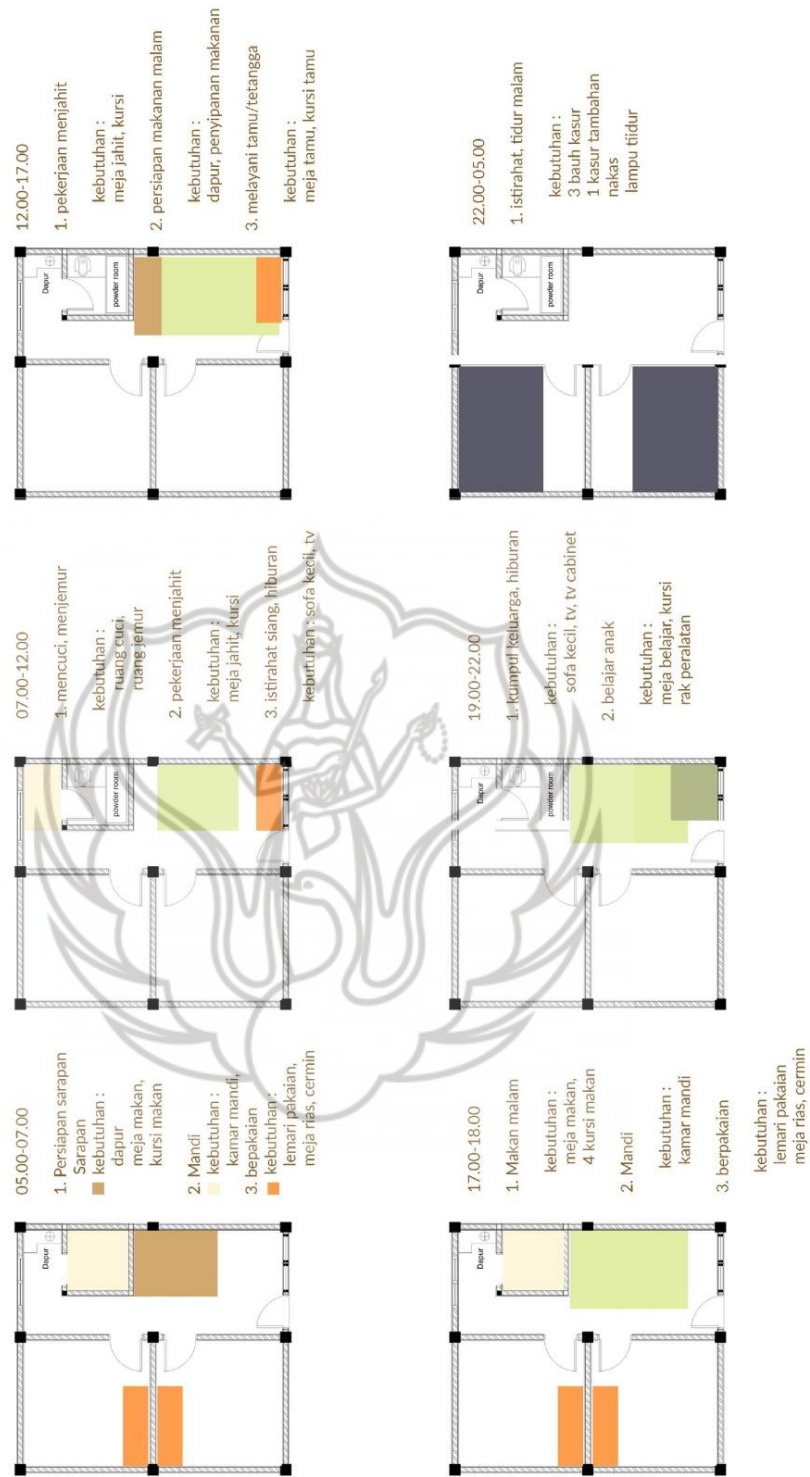 05.00-07.00
1. Persiapan sarapan
Sarapan
kebutuhan :
dapur
meja makan,
kursi makan
2. Mandi
kebutuhan :
kamar mandi,
3. bepakaian
kebutuhan :
lemari pakaian,
meja rias, cermin
Dapur
07.00-12.00
1. mencuci, menjemur
kebutuhan :
ruang cuci,
ruang jemur
2. pekerjaan menjahit
kebutuhan :
meja jahit, kursi
3. istirahat siang, hiburan
kebutuhan : sofa kecil, tv
powder room
12.00-17.00
1. pekerjaan menjahit
kebutuhan :
meja jahit, kursi
2. persiapan makanan malam
kebutuhan :
dapur, penyipanan makanan
3. melayani tamu/tetangga
kebutuhan :
meja tamu, kursi tamu
Dapur
powder room
17.00-18.00
1. Makan malam
kebutuhan :
meja makan,
4 kursi makan
2. Mandi
kebutuhan :
kamar mandi
3. berpakaian
kebutuhan :
lemari pakaian
meja rias, cermin
Dapur
19.00-22.00
1. kumpul keluarga, hiburan
kebutuhan :
sofa kecil, tv, tv cabinet
2. belajar anak
kebutuhan :
meja belajar, kursi
rak peralatan
Dapur
powder room
22.00-05.00
1. istirahat, tidur malam
kebutuhan :
3 bauh kasur
1 kasur tambahan
nakas
lampu tiidur
Dapur
powder room